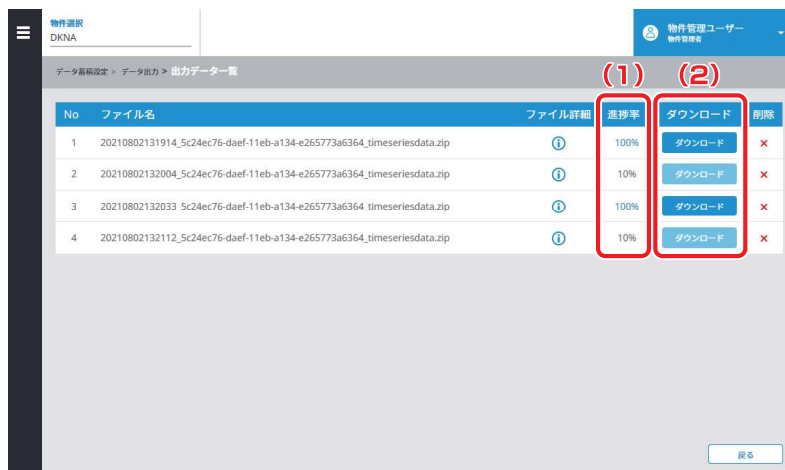 物件選択
DKNA
物件管理ユーザー
物件管理者
データ蓄積設定 > データ出力 > 出力データ一覧
(1) (2)
No ファイル名 ファイル詳細 進捗率 ダウンロード 削除
1 20210802131914_5c24ec76-daef-11eb-a134-e265773a6364_timeseriesdata.zip 100% ダウンロード ×
2 20210802132004_5c24ec76-daef-11eb-a134-e265773a6364_timeseriesdata.zip 10% ダウンロード ×
3 20210802132033_5c24ec76-daef-11eb-a134-e265773a6364_timeseriesdata.zip 100% ダウンロード ×
4 20210802132112_5c24ec76-daef-11eb-a134-e265773a6364_timeseriesdata.zip 10% ダウンロード ×
戻る